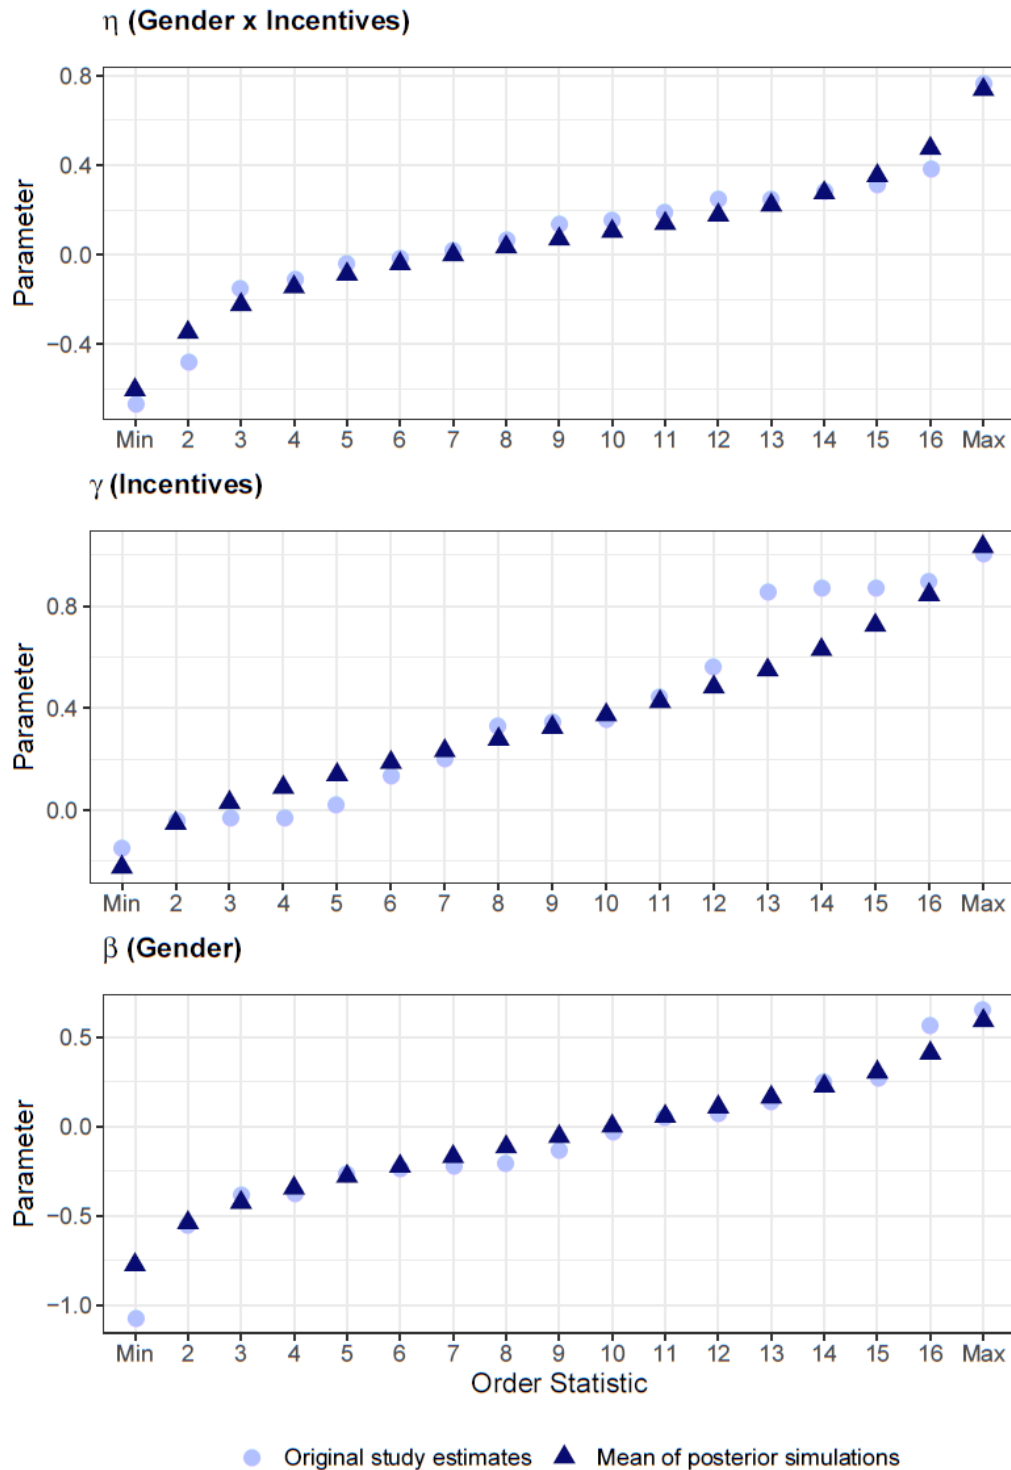 η (Gender x Incentives)
0.8
0.4
0.0
−0.4
Parameter
Min 2 3 4 5 6 7 8 9 10 11 12 13 14 15 16 Max
γ (Incentives)
0.8
0.4
0.0
Parameter
Min 2 3 4 5 6 7 8 9 10 11 12 13 14 15 16 Max
β (Gender)
0.5
0.0
−0.5
−1.0
Parameter
Min 2 3 4 5 6 7 8 9 10 11 12 13 14 15 16 Max
Order Statistic
Original study estimates Mean of posterior simulations